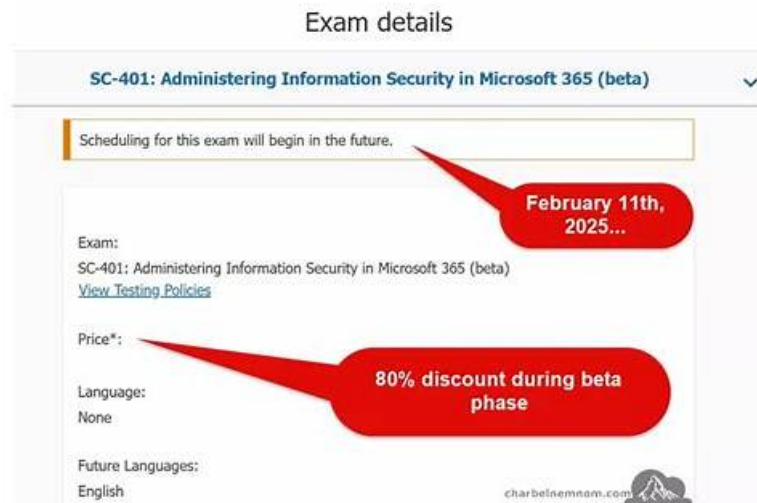 Exam details
SC-401: Administering Information Security in Microsoft 365 (beta)
Scheduling for this exam will begin in the future.
February 11th,
2025...
Exam:
SC-401: Administering Information Security in Microsoft 365 (beta)
View Testing Policies
Price*:
80% discount during beta
phase
Language:
None
Future Languages:
English
charbelnemnom.com